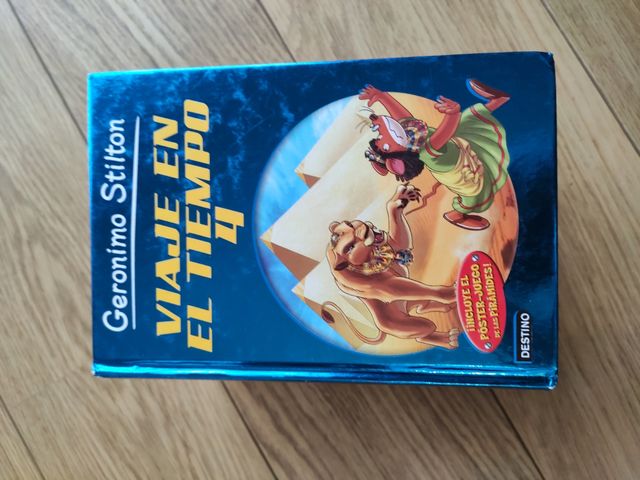 Geronimo Stilton
VIAJE EN
EL TIEMPO
4
¡INCLUYE EL
PÓSTER-JUEGO
DE LAS PIRÁMIDES!
DESTINO